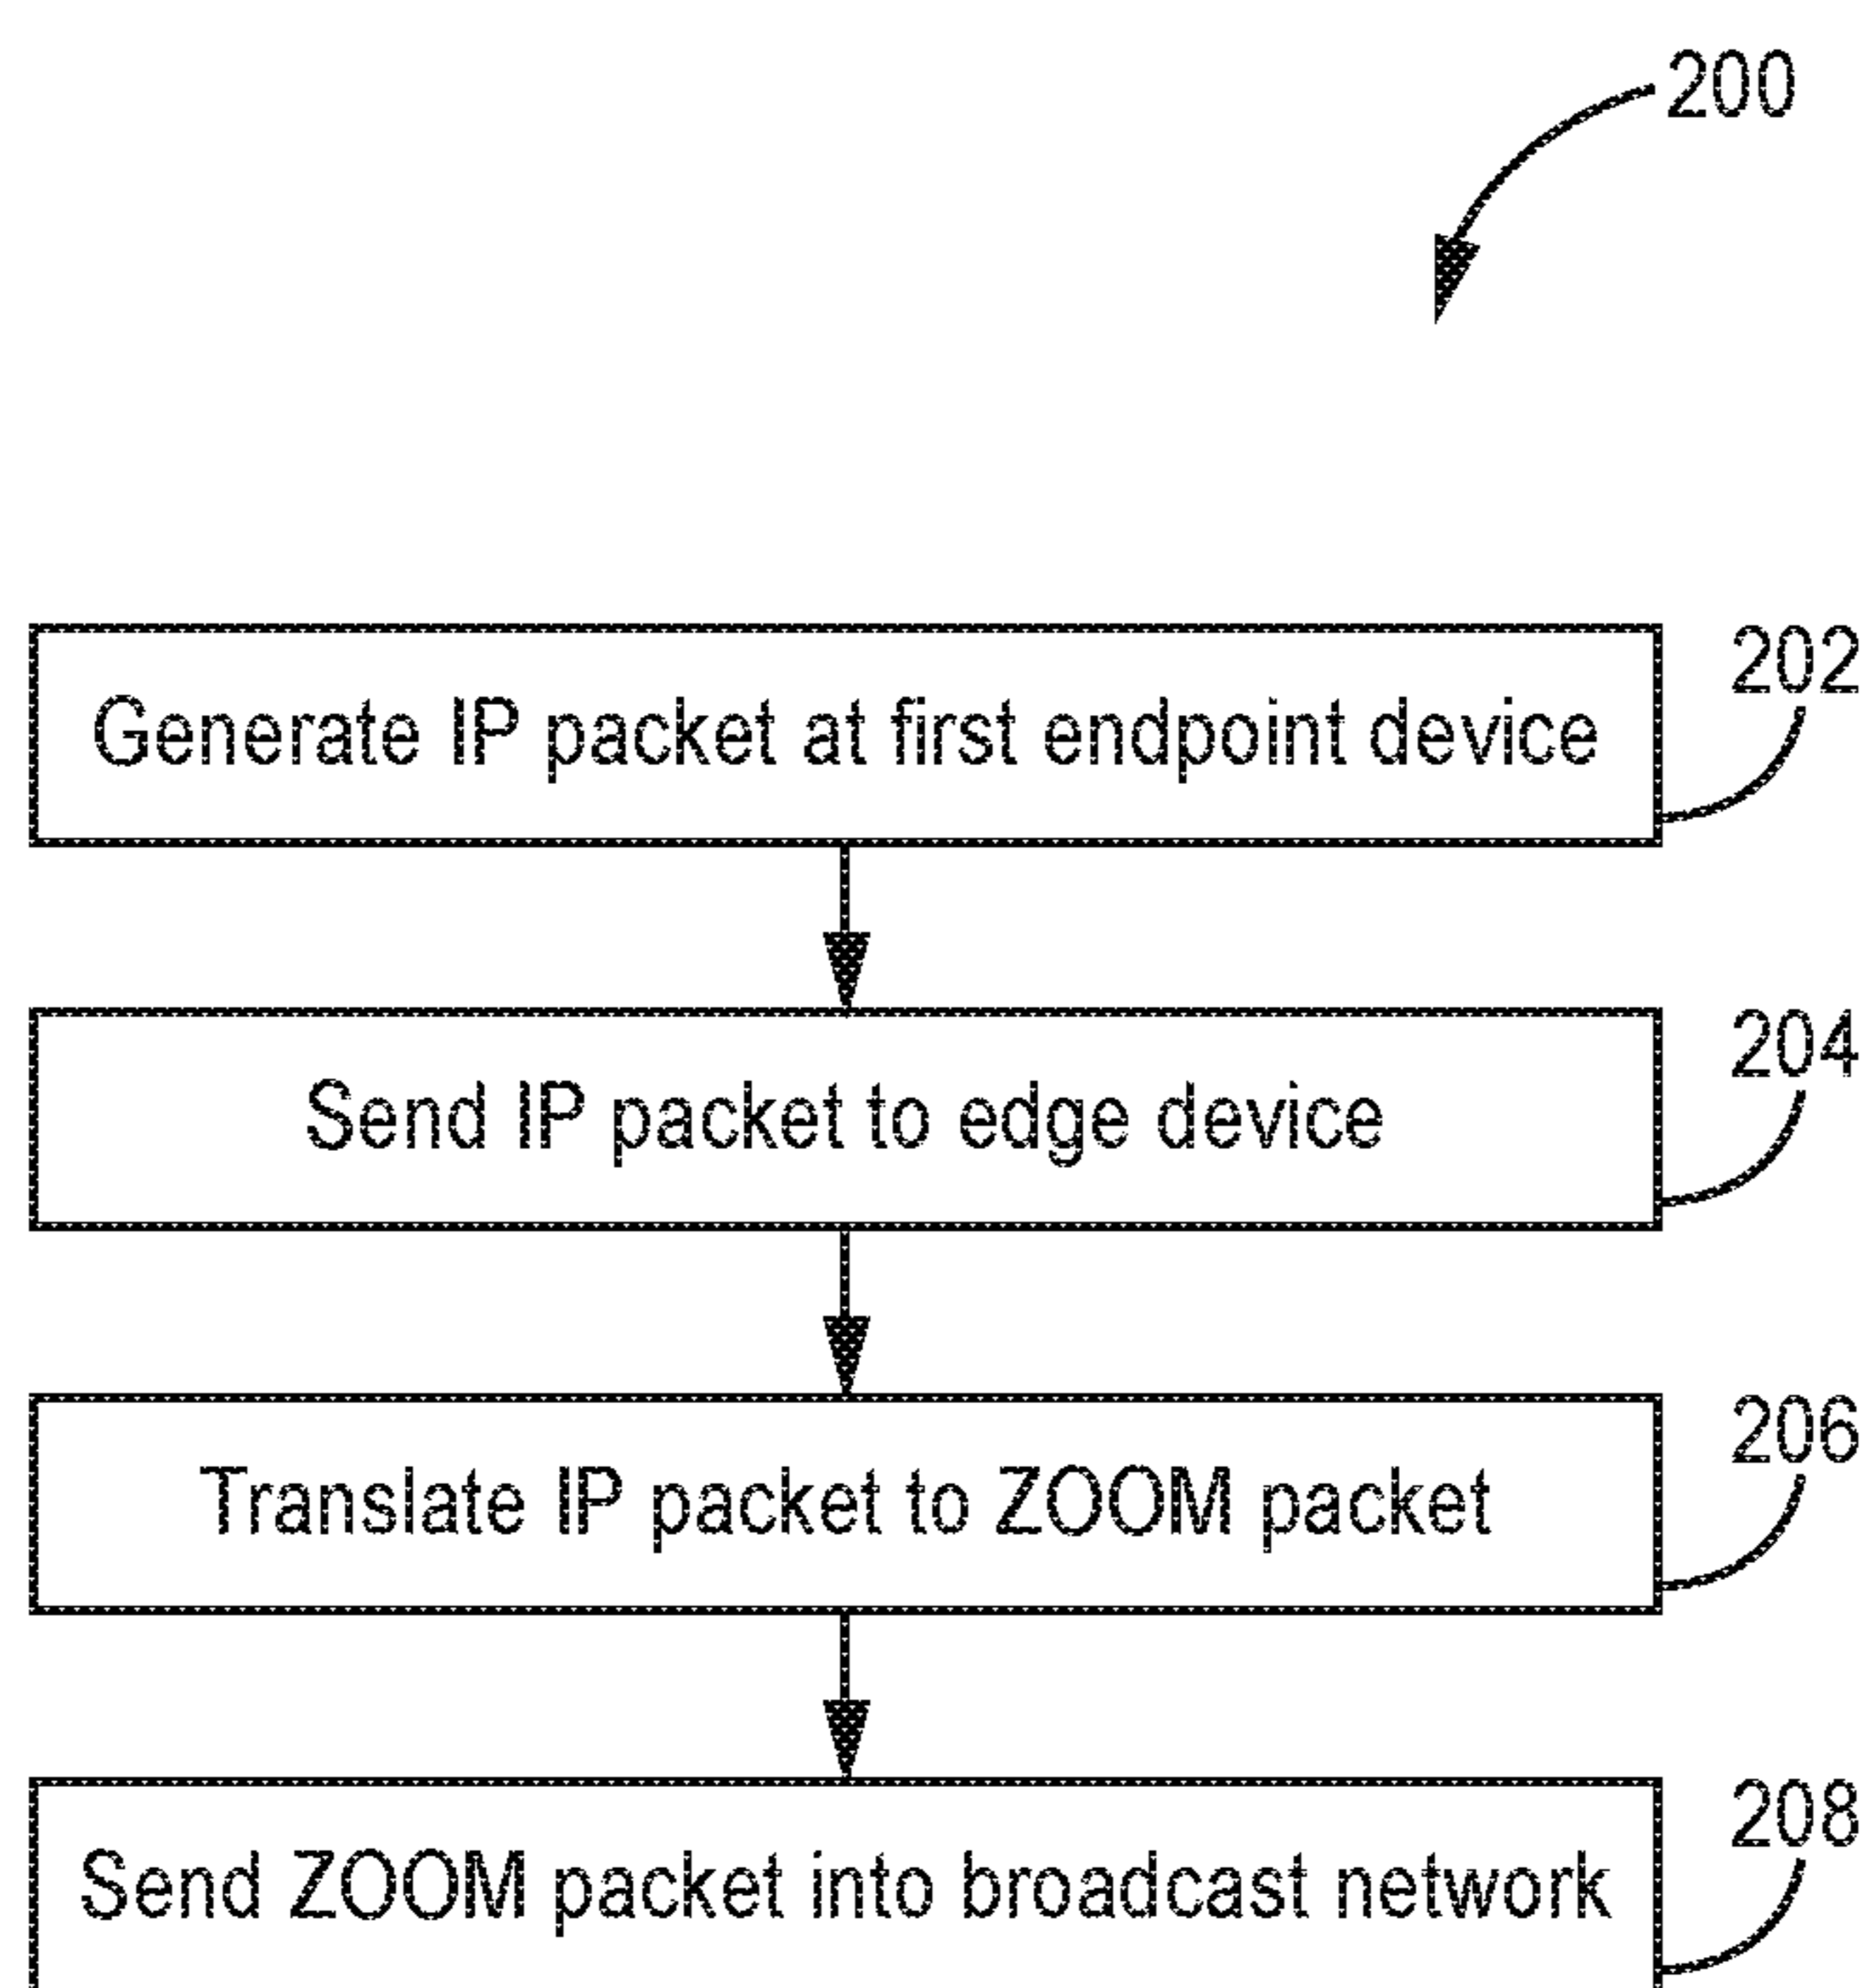 200
Generate IP packet at first endpoint device
202
Send IP packet to edge device
204
Translate IP packet to ZOOM packet
206
Send ZOOM packet into broadcast network
208